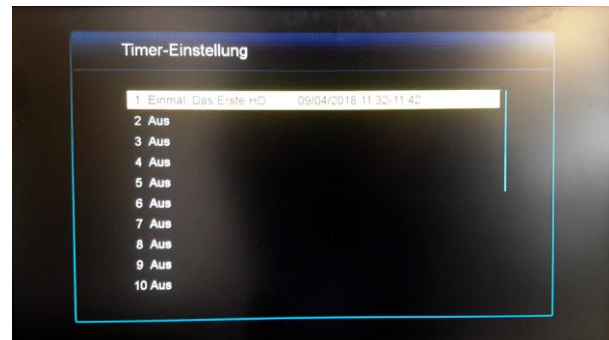 Timer-Einstellung
1 Einmal Das Erste HD 09/04/2018 11:32-11:42
2 Aus
3 Aus
4 Aus
5 Aus
6 Aus
7 Aus
8 Aus
9 Aus
10 Aus